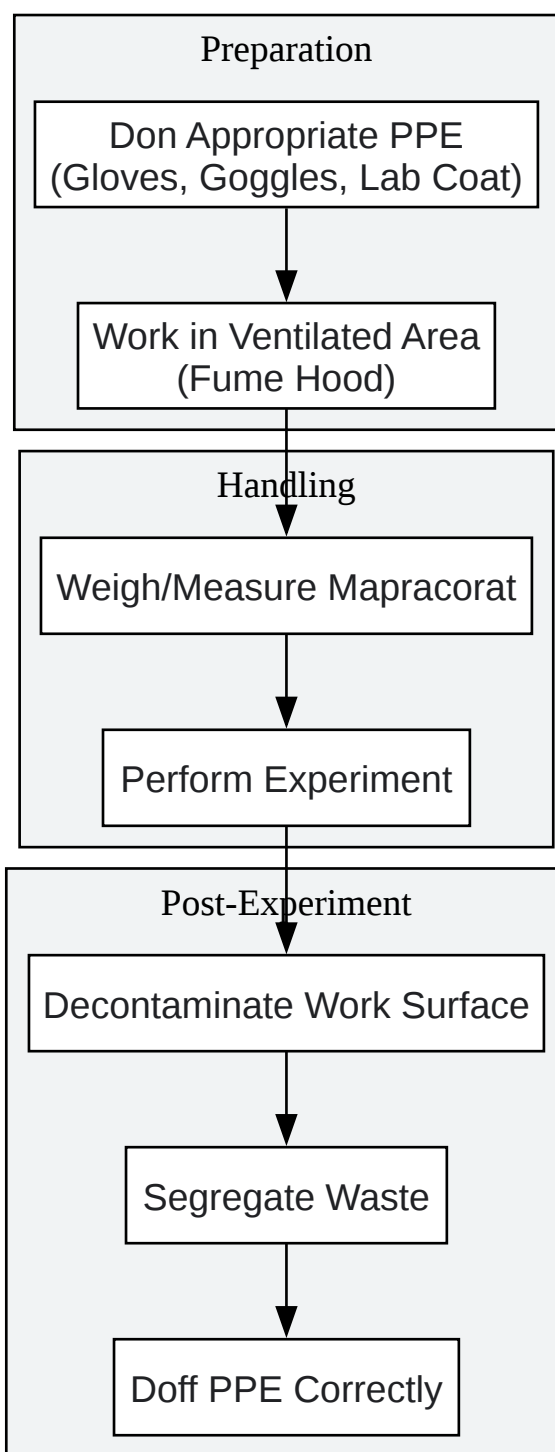 Preparation
Don Appropriate PPE
(Gloves, Goggles, Lab Coat)
Work in Ventilated Area
(Fume Hood)
Handling
Weigh/Measure Mapracorat
Perform Experiment
Post-Experiment
Decontaminate Work Surface
Segregate Waste
Doff PPE Correctly